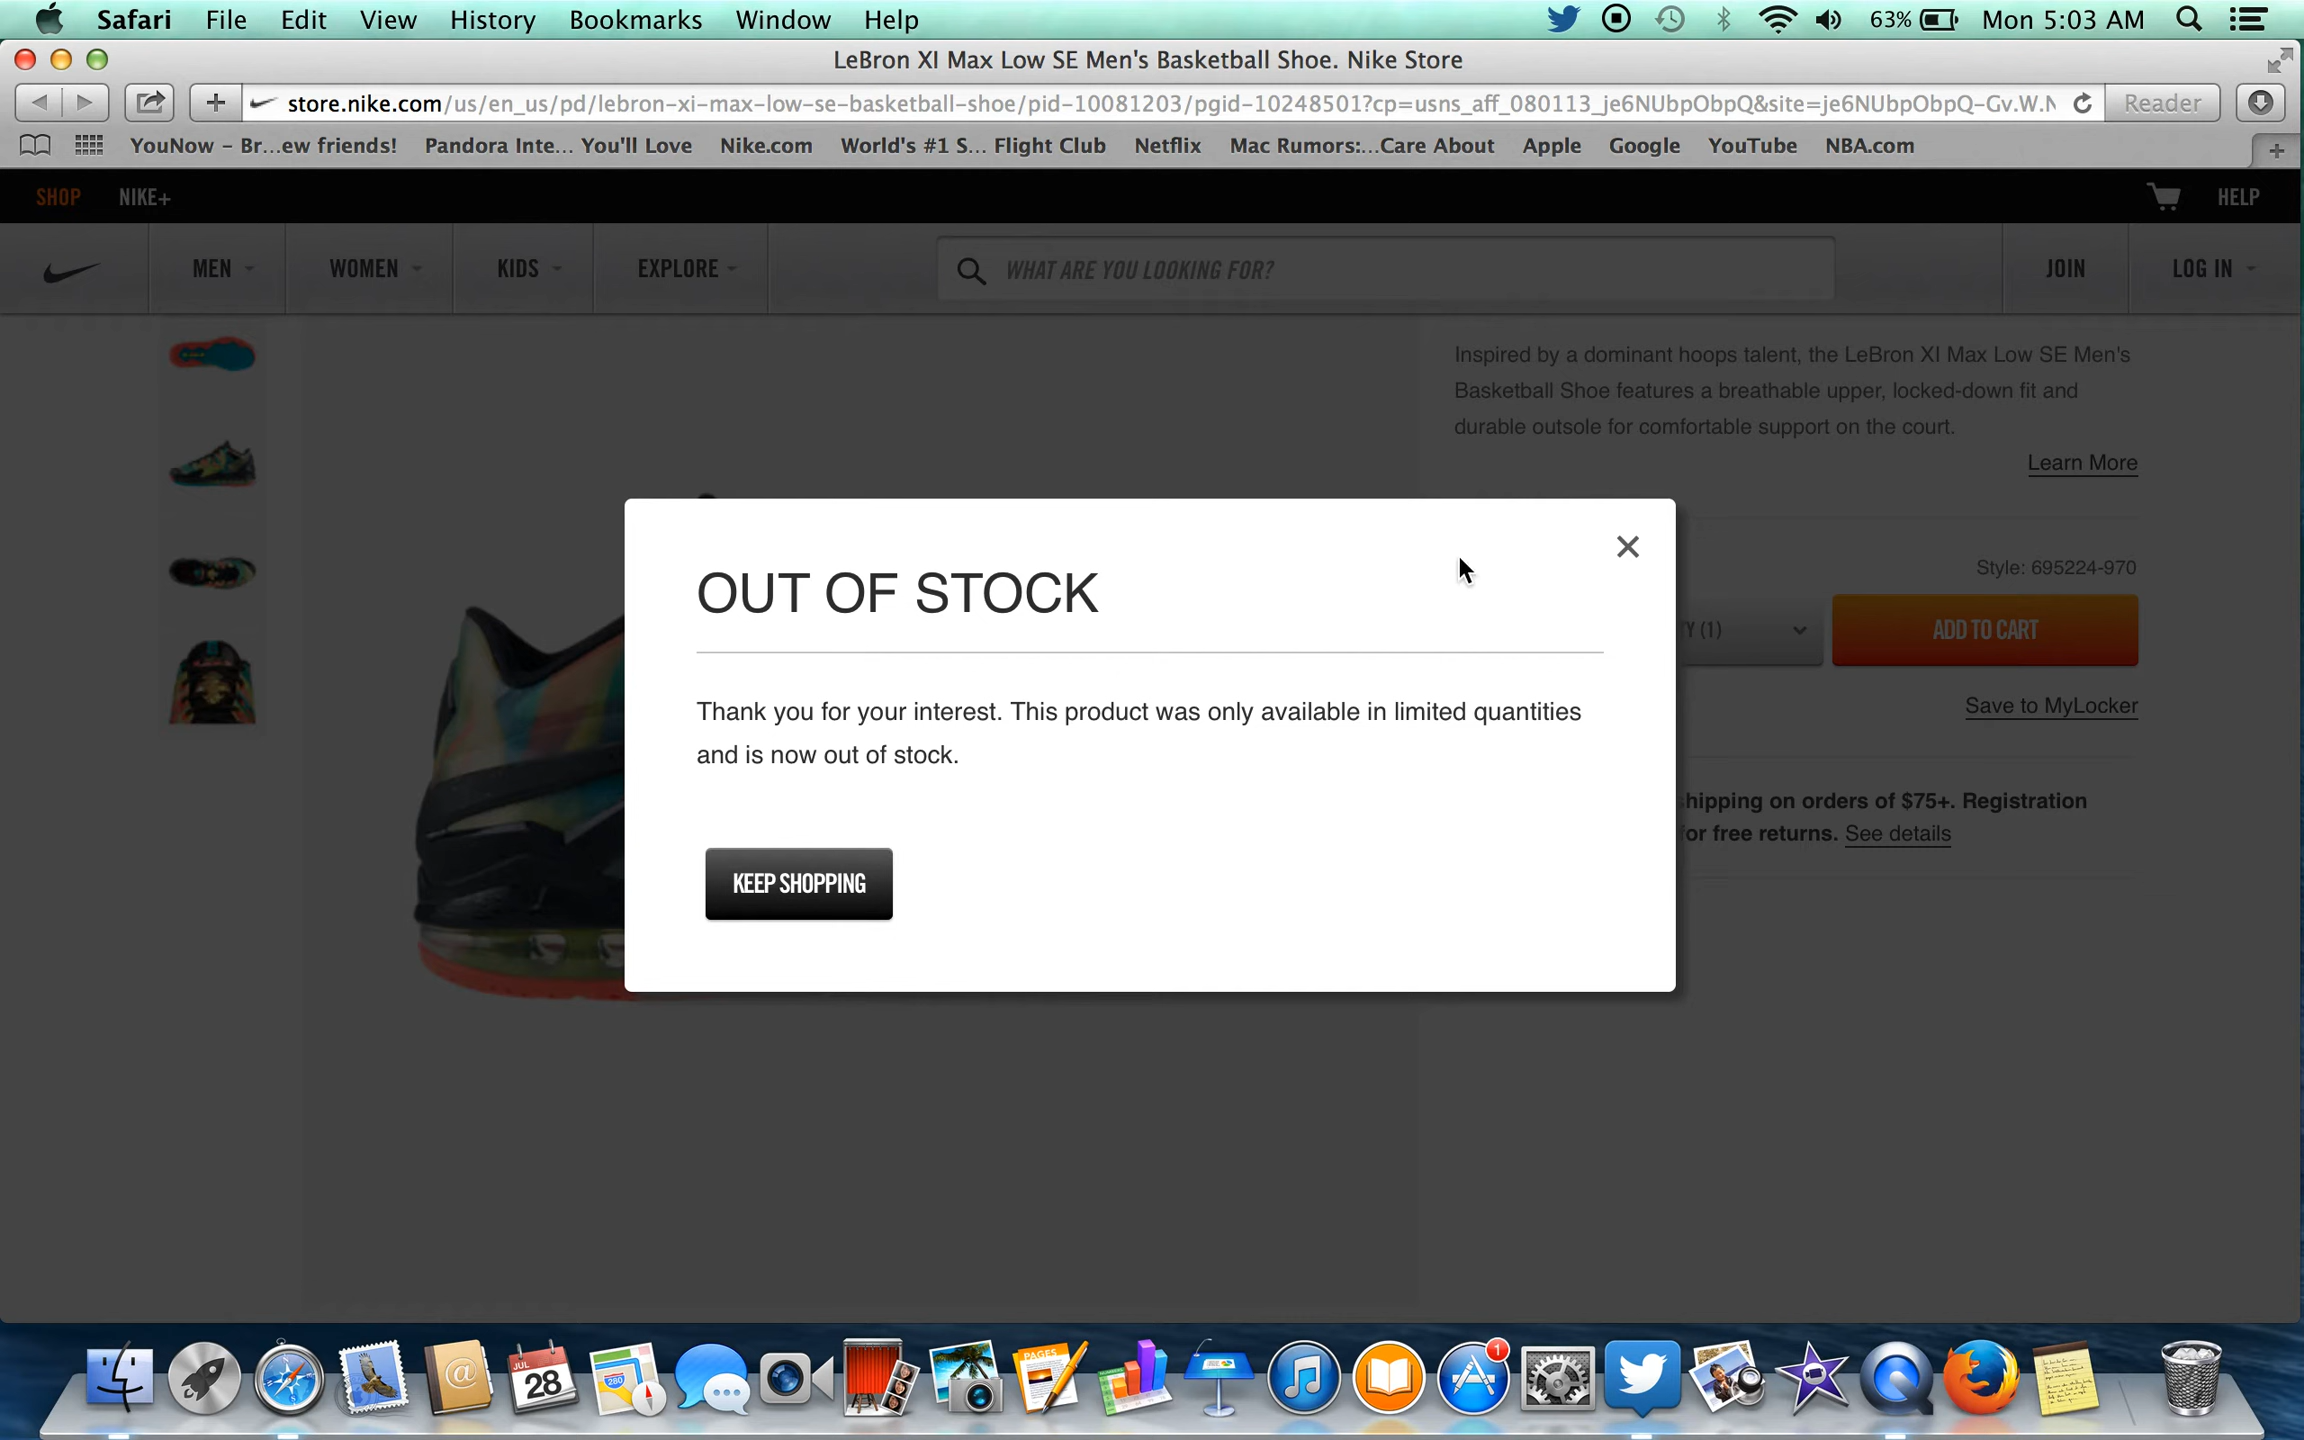 Safari File Edit View History Bookmarks Window Help 63% Mon 5:03 AM
LeBron XI Max Low SE Men's Basketball Shoe. Nike Store
store.nike.com/us/en_us/pd/lebron-xi-max-low-se-basketball-shoe/pid-10081203/pgid-10248501?cp=usns_aff_080113_je6NUbpObpQ&site=je6NUbpObpQ-Gv.W.N Reader
YouNow – Br...ew friends! Pandora Inte... You'll Love Nike.com World's #1 S... Flight Club Netflix Mac Rumors:...Care About Apple Google YouTube NBA.com
SHOP NIKE+ HELP
MEN WOMEN KIDS EXPLORE WHAT ARE YOU LOOKING FOR? JOIN LOG IN
Inspired by a dominant hoops talent, the LeBron XI Max Low SE Men's
Basketball Shoe features a breathable upper, locked-down fit and
durable outsole for comfortable support on the court.
Learn More
OUT OF STOCK
Thank you for your interest. This product was only available in limited quantities
and is now out of stock.
KEEP SHOPPING
Style: 695224-970
TY (1) ADD TO CART
Save to MyLocker
hipping on orders of $75+. Registration
or free returns. See details
JUL
28
280
PAGES
1